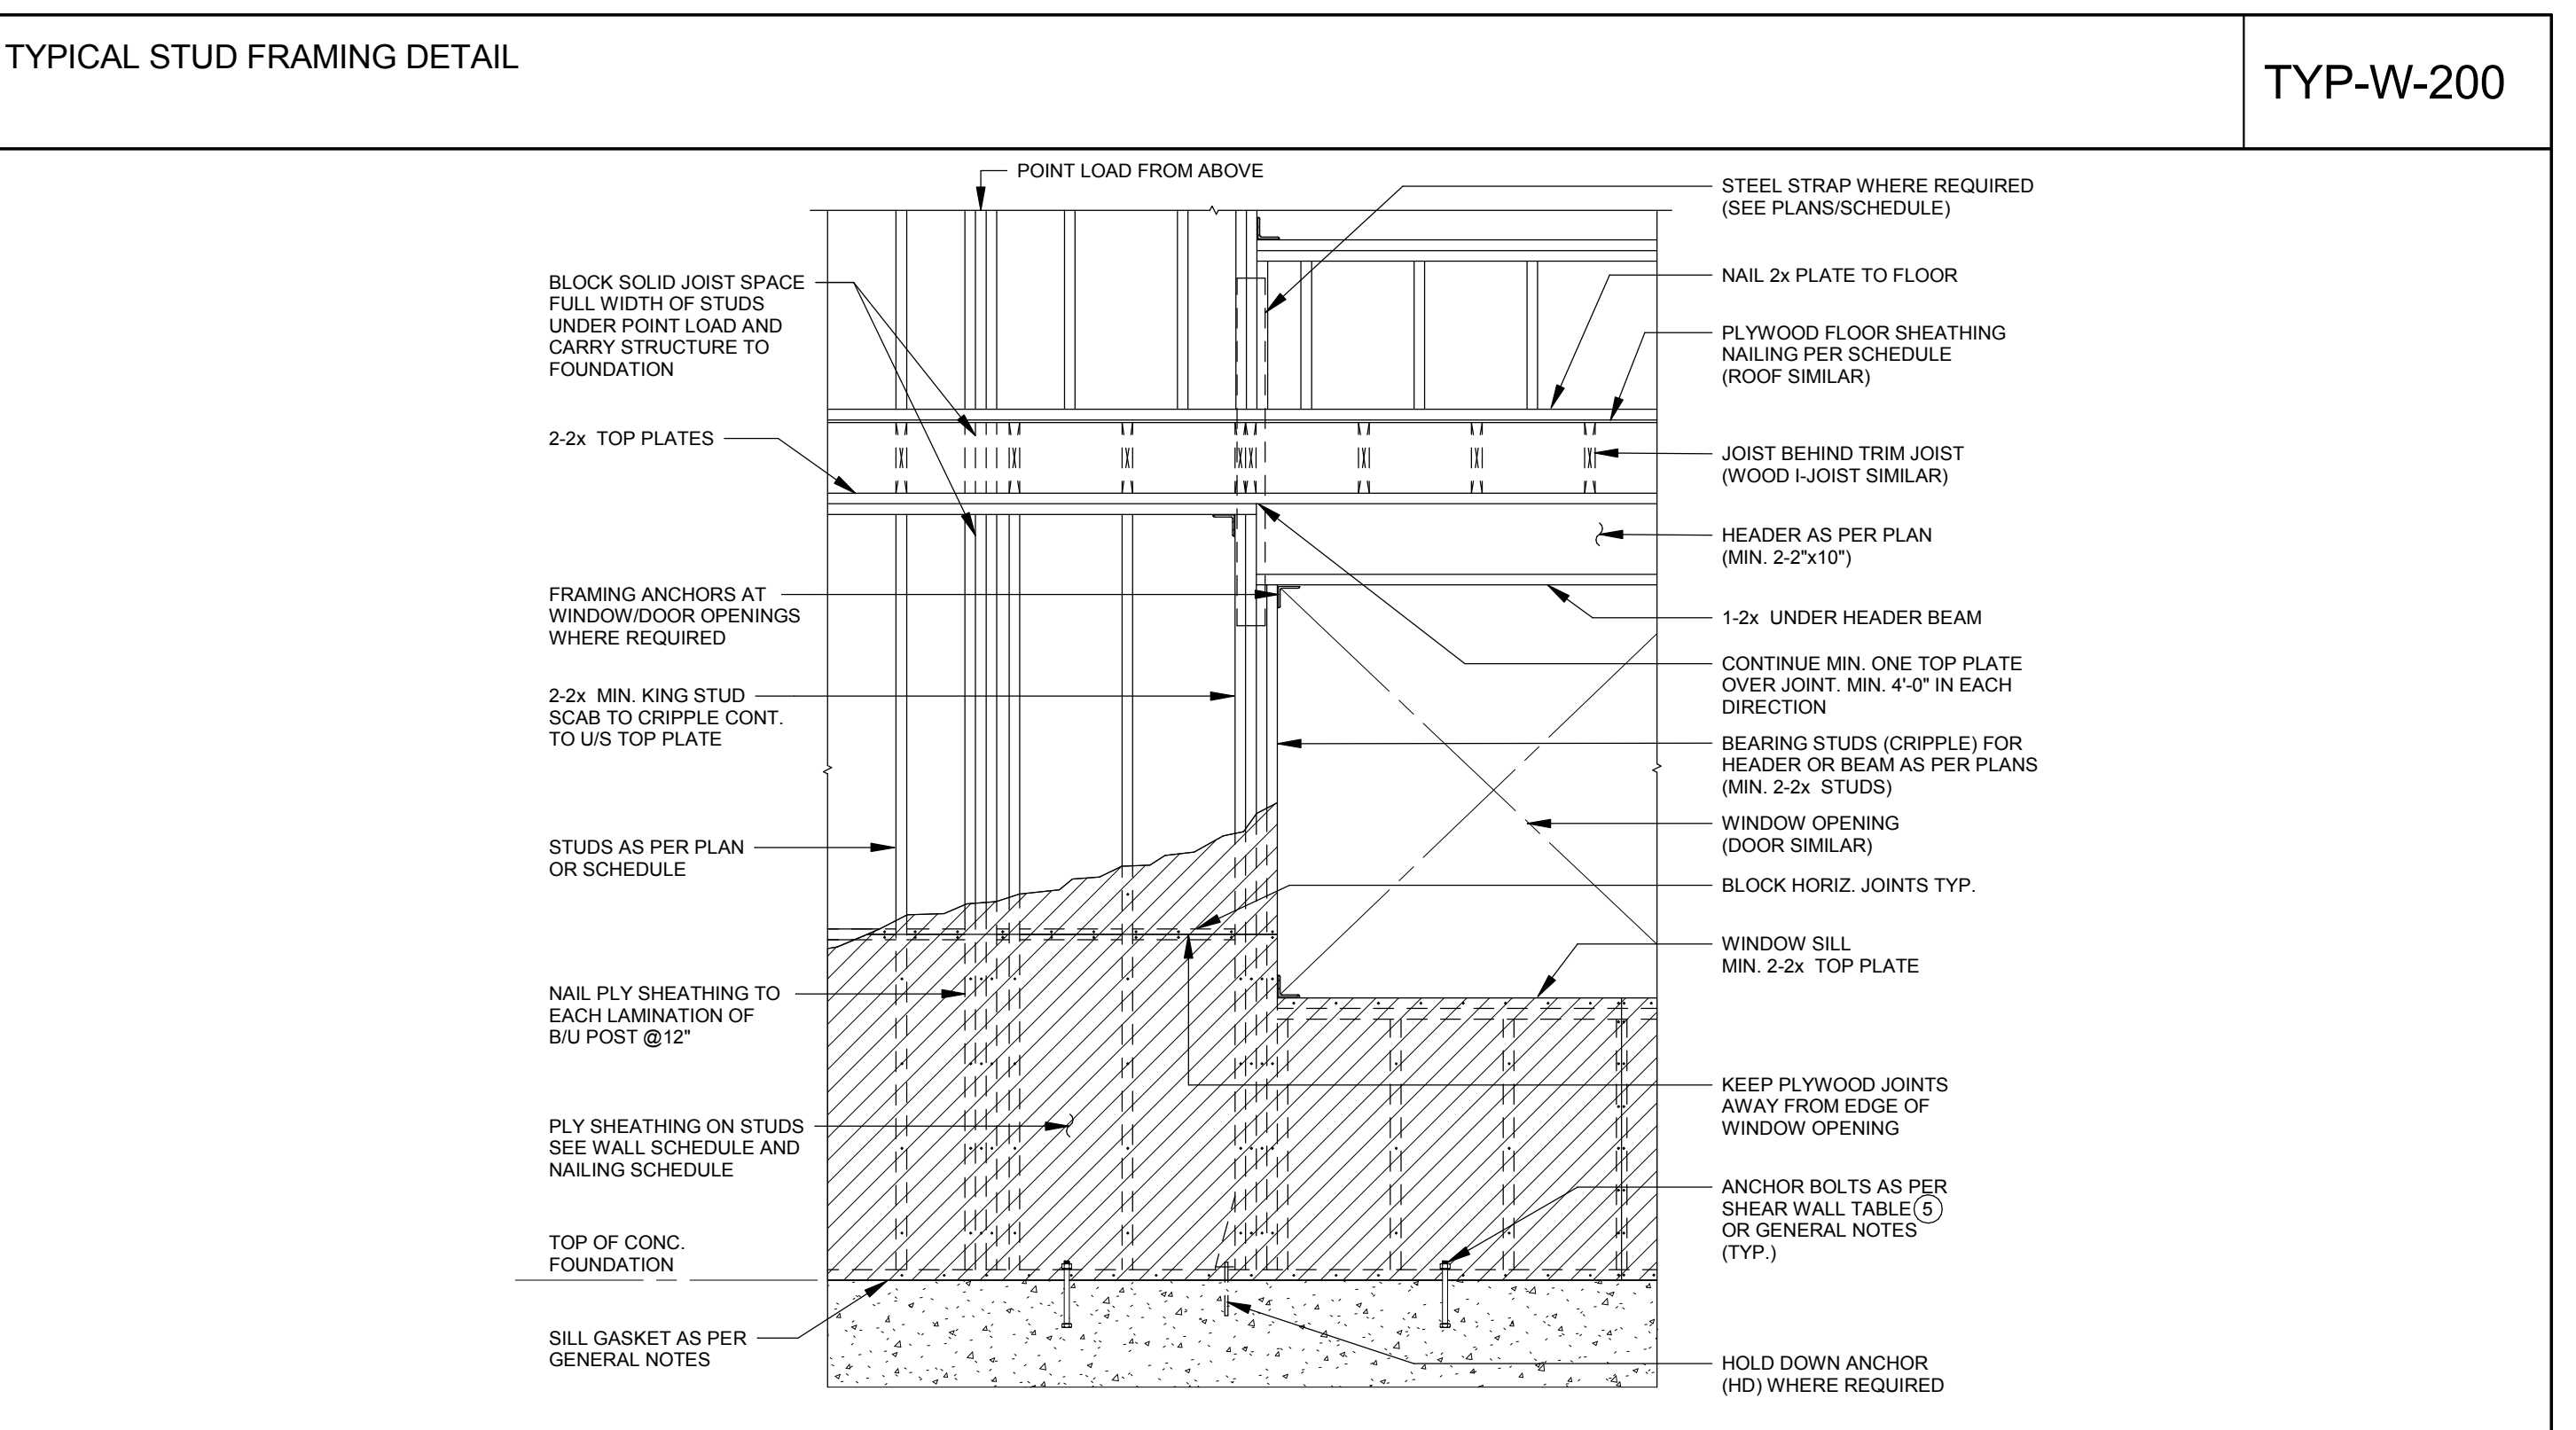 TYPICAL STUD FRAMING DETAIL
TYP-W-200
POINT LOAD FROM ABOVE
BLOCK SOLID JOIST SPACE
FULL WIDTH OF STUDS
UNDER POINT LOAD AND
CARRY STRUCTURE TO
FOUNDATION
2-2x TOP PLATES
FRAMING ANCHORS AT
WINDOW/DOOR OPENINGS
WHERE REQUIRED
2-2x MIN. KING STUD
SCAB TO CRIPPLE CONT.
TO U/S TOP PLATE
STUDS AS PER PLAN
OR SCHEDULE
NAIL PLY SHEATHING TO
EACH LAMINATION OF
B/U POST @12"
PLY SHEATHING ON STUDS
SEE WALL SCHEDULE AND
NAILING SCHEDULE
TOP OF CONC.
FOUNDATION
SILL GASKET AS PER
GENERAL NOTES
STEEL STRAP WHERE REQUIRED
(SEE PLANS/SCHEDULE)
NAIL 2x PLATE TO FLOOR
PLYWOOD FLOOR SHEATHING
NAILING PER SCHEDULE
(ROOF SIMILAR)
JOIST BEHIND TRIM JOIST
(WOOD I-JOIST SIMILAR)
HEADER AS PER PLAN
(MIN. 2-2"x10")
1-2x UNDER HEADER BEAM
CONTINUE MIN. ONE TOP PLATE
OVER JOINT. MIN. 4'-0" IN EACH
DIRECTION
BEARING STUDS (CRIPPLE) FOR
HEADER OR BEAM AS PER PLANS
(MIN. 2-2x STUDS)
WINDOW OPENING
(DOOR SIMILAR)
BLOCK HORIZ. JOINTS TYP.
WINDOW SILL
MIN. 2-2x TOP PLATE
KEEP PLYWOOD JOINTS
AWAY FROM EDGE OF
WINDOW OPENING
ANCHOR BOLTS AS PER
SHEAR WALL TABLE 5
OR GENERAL NOTES
(TYP.)
HOLD DOWN ANCHOR
(HD) WHERE REQUIRED